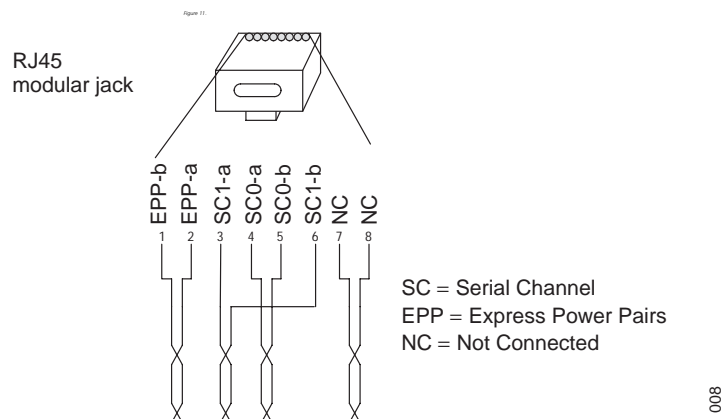 Figure 11.
RJ45
modular jack
EPP-b
EPP-a
SC1-a
SC0-a
SC0-b
SC1-b
NC
NC
1 2 3 4 5 6 7 8
SC = Serial Channel
EPP = Express Power Pairs
NC = Not Connected
008